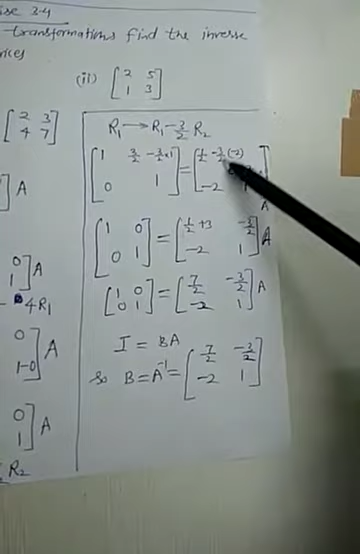 ise 3.4
transformations find the inverse
rices
(ii) [2 5
1 3]
[2 3
4 7]
]A
0
1]A
- 4R₁
0
1-0]A
0
1]A
R₂
R₁ → R₁ - 3/2 R₂
[1 3/2 - 3/2×1
0 1] = [1/2 - 3/2(-2)
-2 1] A
[1 0
0 1] = [1/2 + 3 -3/2
-2 1] A
[1 0
0 1] = [7/2 -3/2
-2 1] A
I = BA
So B = A⁻¹ = [7/2 -3/2
-2 1]